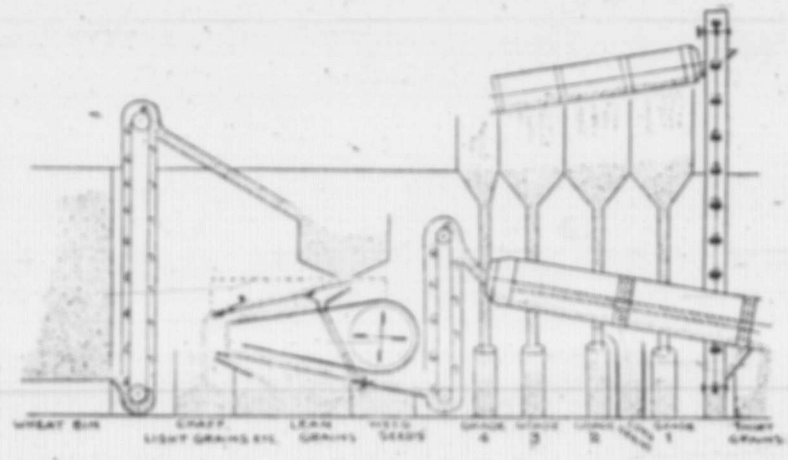 WHEAT BIN
CHAFF
LIGHT GRAINS ETC.
LEAN
GRAINS
WEED
SEEDS
GRADE
4
GRADE
3
GRADE
2
GRADE
1
GRAINS